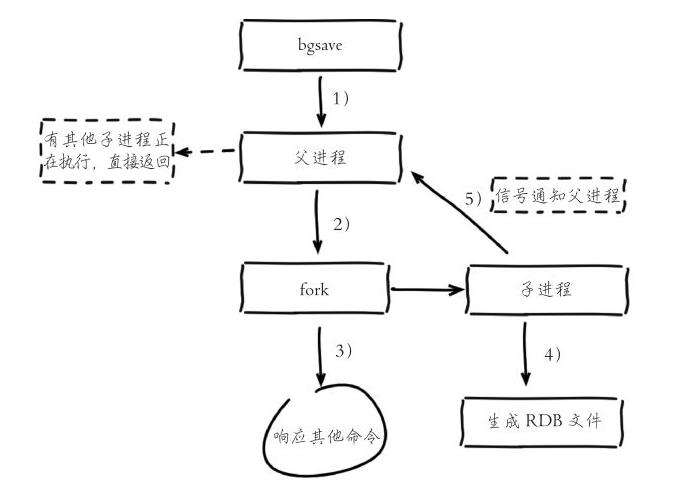 bgsave
1）
有其他子进程正
在执行，直接返回
父进程
5）
信号通知父进程
2）
fork
子进程
3）
4）
响应其他命令
生成 RDB 文件